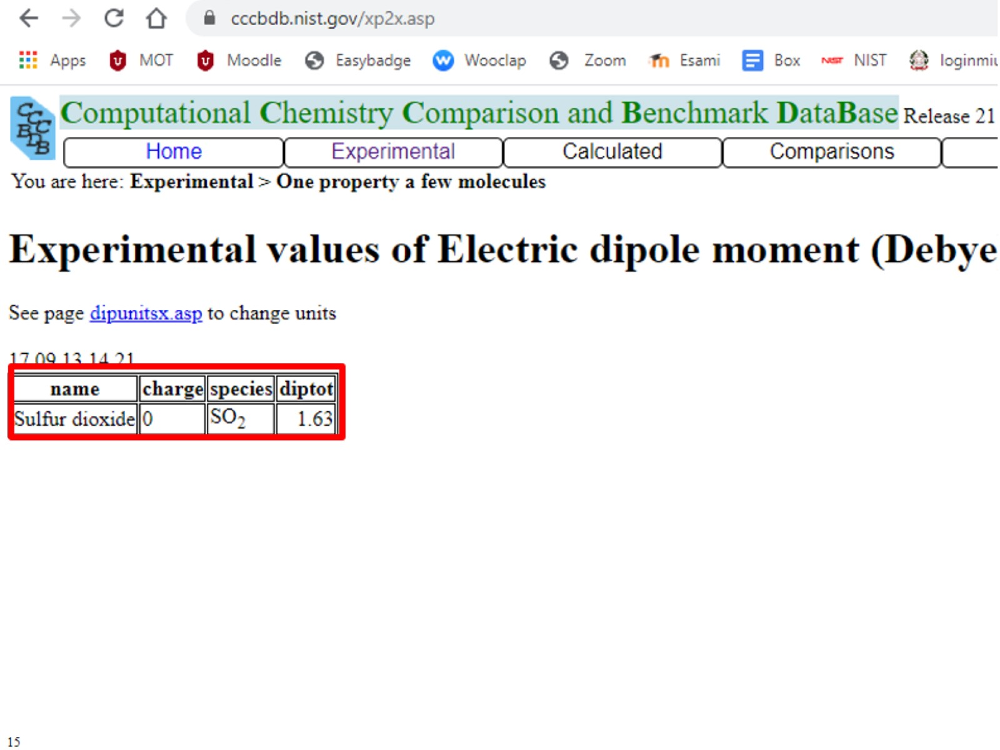 cccbdb.nist.gov/xp2x.asp
Apps MOT Moodle Easybadge Wooclap Zoom Esami Box NIST NIST loginmiu
CCCBDB Computational Chemistry Comparison and Benchmark DataBase Release 21
Home Experimental Calculated Comparisons
You are here: Experimental > One property a few molecules
Experimental values of Electric dipole moment (Debye
See page dipunitsx.asp to change units
17 09 13 14 21
name charge species diptot
Sulfur dioxide 0 SO2 1.63
15